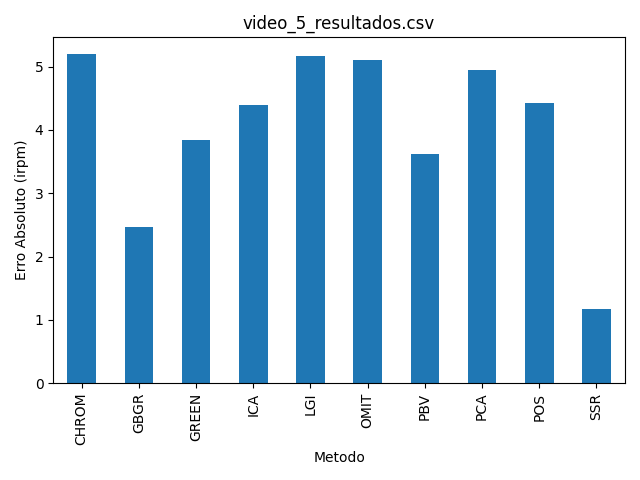 video_5_resultados.csv
Erro Absoluto (irpm)
5
4
3
2
1
0
CHROM
GBGR
GREEN
ICA
LGI
OMIT
PBV
PCA
POS
SSR
Metodo